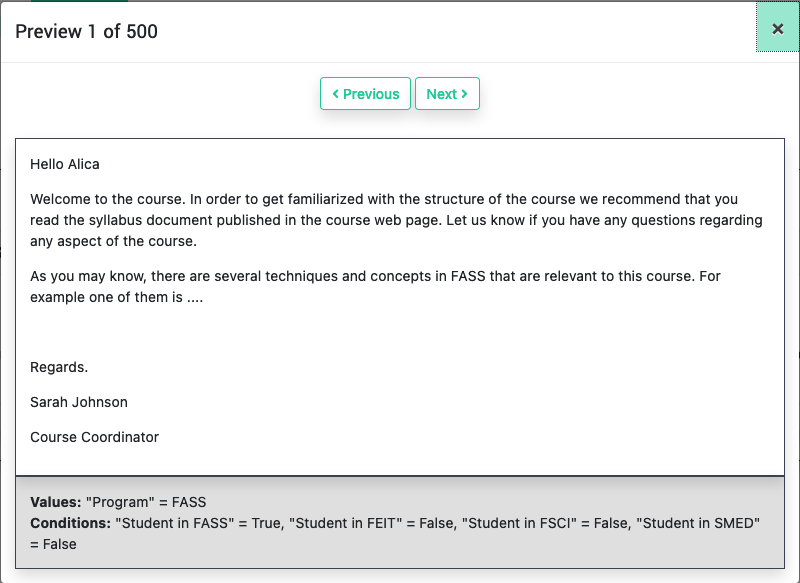 Preview 1 of 500
×
Previous
Next
Hello Alica
Welcome to the course. In order to get familiarized with the structure of the course we recommend that you
read the syllabus document published in the course web page. Let us know if you have any questions regarding
any aspect of the course.
As you may know, there are several techniques and concepts in FASS that are relevant to this course. For
example one of them is ....
Regards.
Sarah Johnson
Course Coordinator
Values: "Program" = FASS
Conditions: "Student in FASS" = True, "Student in FEIT" = False, "Student in FSCI" = False, "Student in SMED"
= False